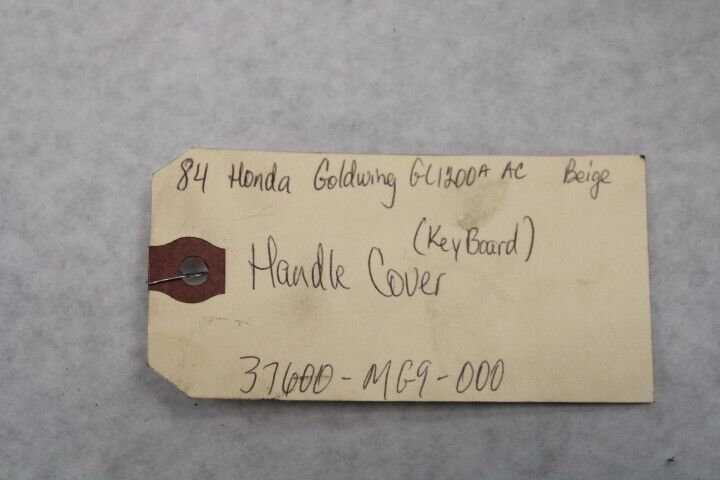 84 Honda Goldwing GL1200A AC Beige
(KeyBoard)
Handle Cover
37600-MG9-000